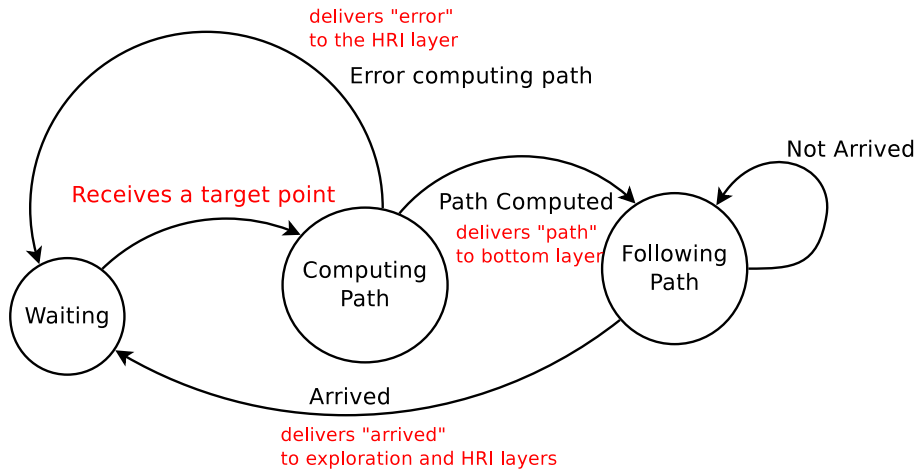 delivers "error"
to the HRI layer
Error computing path
Not Arrived
Receives a target point
Path Computed
delivers "path"
to bottom layer
Following
Path
Computing
Path
Waiting
Arrived
delivers "arrived"
to exploration and HRI layers